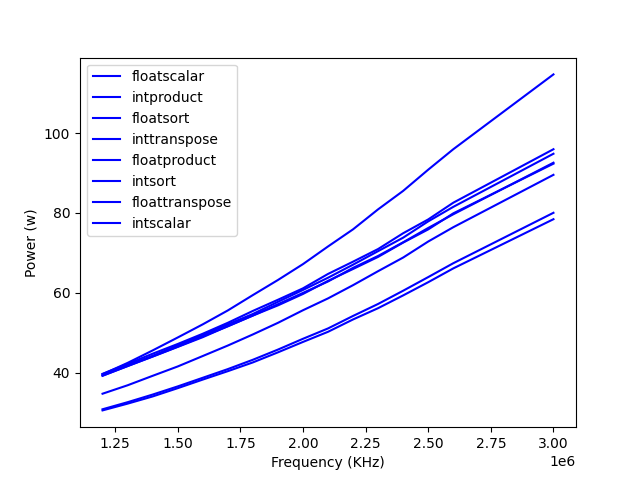 floatscalar
intproduct
floatsort
inttranspose
floatproduct
intsort
floattranspose
intscalar
100
80
60
40
Power (w)
1.25 1.50 1.75 2.00 2.25 2.50 2.75 3.00
1e6
Frequency (KHz)